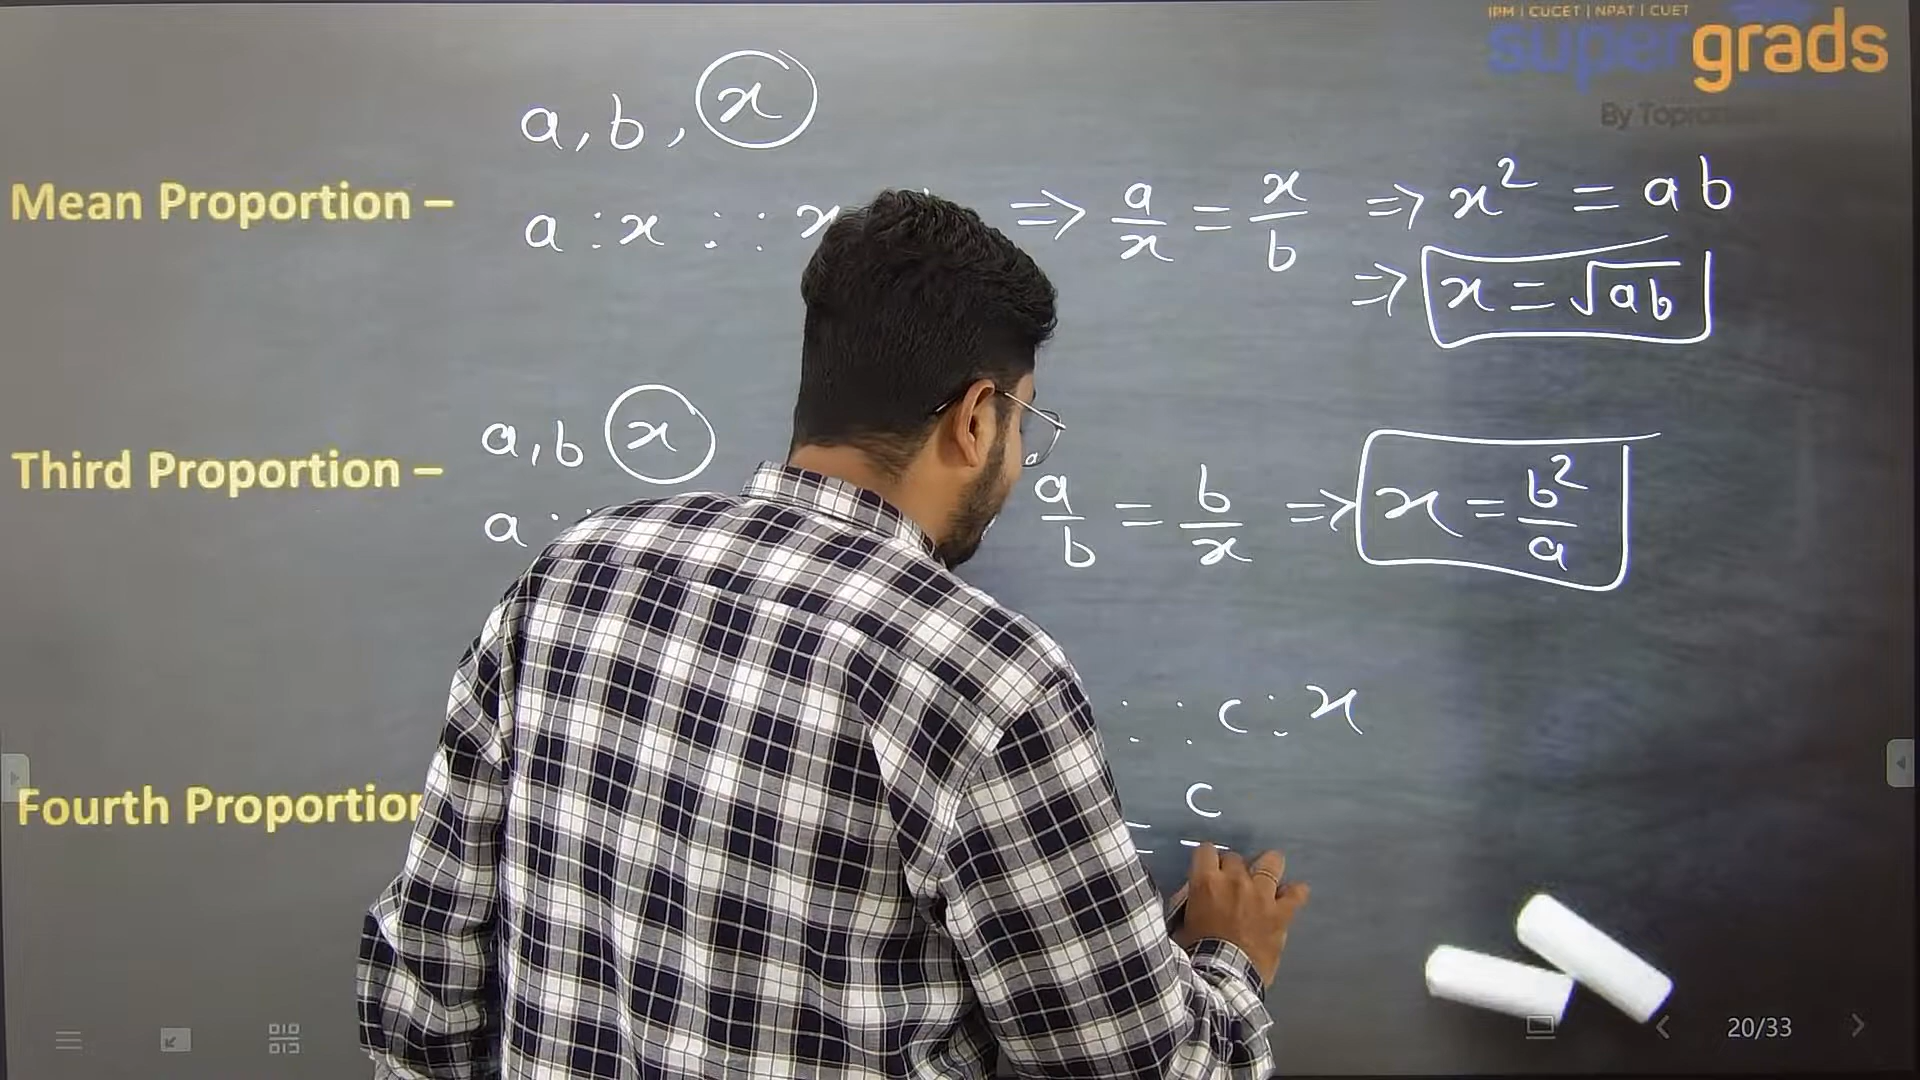 IPM | CUCET | NPAT | CUET
supergrads
By Toprankers
a, b, x
Mean Proportion –
a : x :: x ⇒ a/x = x/b ⇒ x² = ab
⇒ x = √ab
a, b x
Third Proportion –
a : a/b = b/x ⇒ x = b²/a
:: c : x
Fourth Proportion
= c
20/33